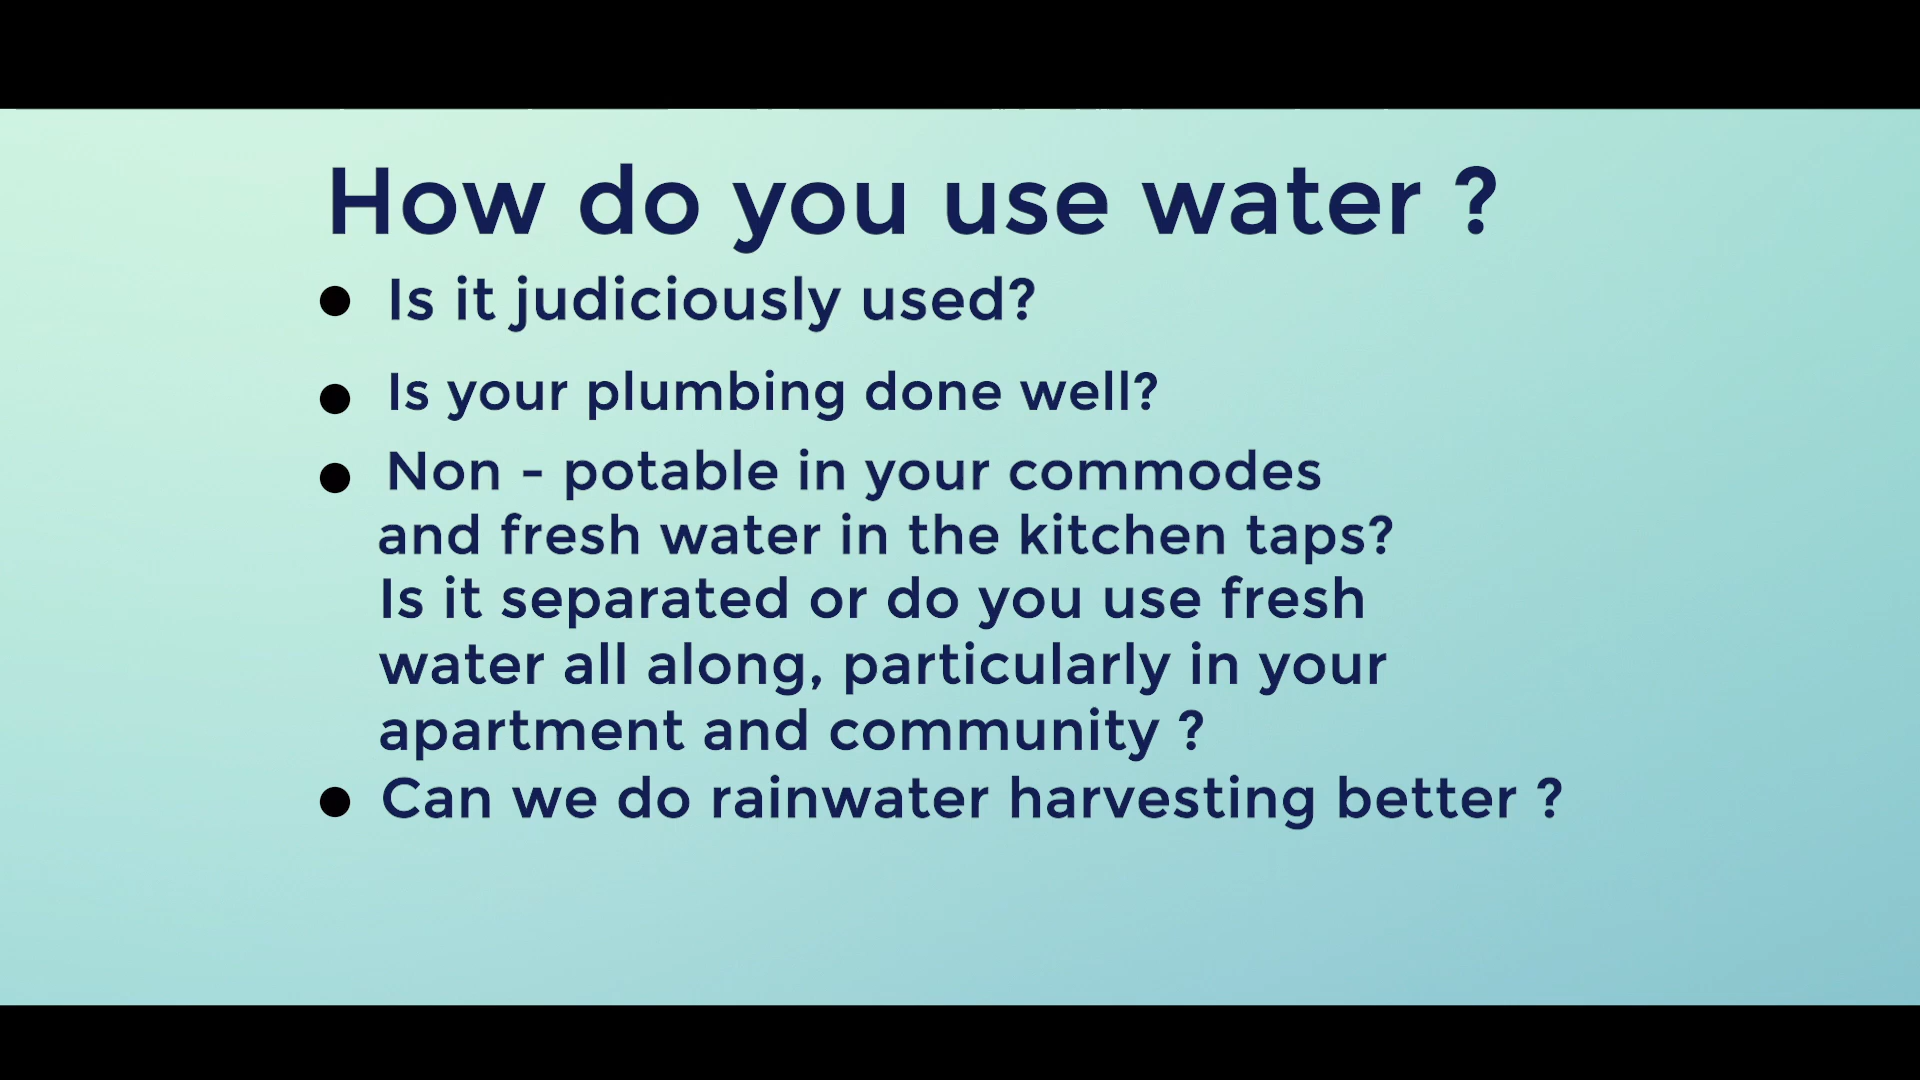 How do you use water ?
● Is it judiciously used?
● Is your plumbing done well?
● Non - potable in your commodes
and fresh water in the kitchen taps?
Is it separated or do you use fresh
water all along, particularly in your
apartment and community ?
● Can we do rainwater harvesting better ?